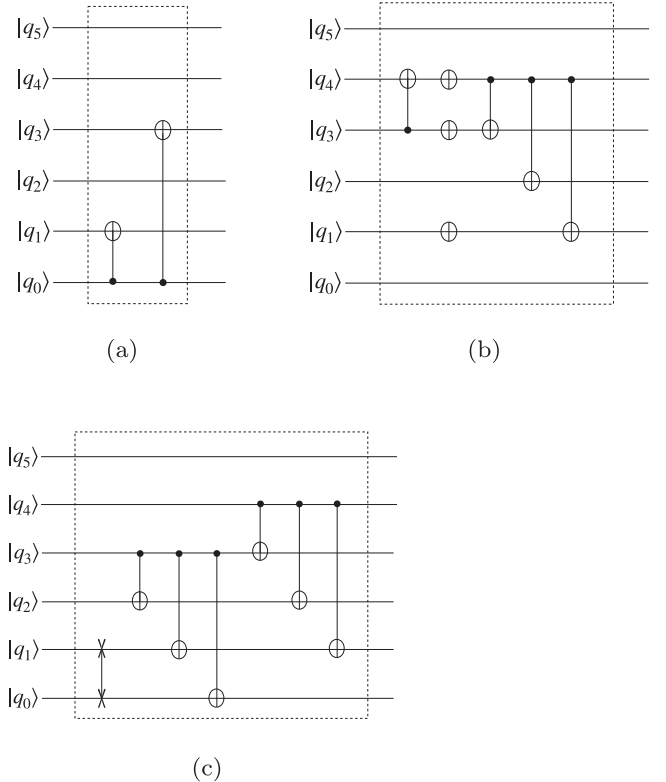 |q₅⟩
|q₄⟩
|q₃⟩
|q₂⟩
|q₁⟩
|q₀⟩
(a)
|q₅⟩
|q₄⟩
|q₃⟩
|q₂⟩
|q₁⟩
|q₀⟩
(b)
|q₅⟩
|q₄⟩
|q₃⟩
|q₂⟩
|q₁⟩
|q₀⟩
(c)